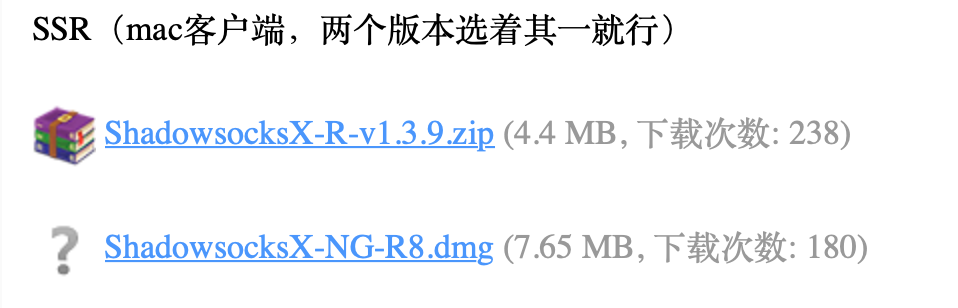 SSR（mac客户端，两个版本选着其一就行）
ShadowsocksX-R-v1.3.9.zip (4.4 MB, 下载次数: 238)
ShadowsocksX-NG-R8.dmg (7.65 MB, 下载次数: 180)